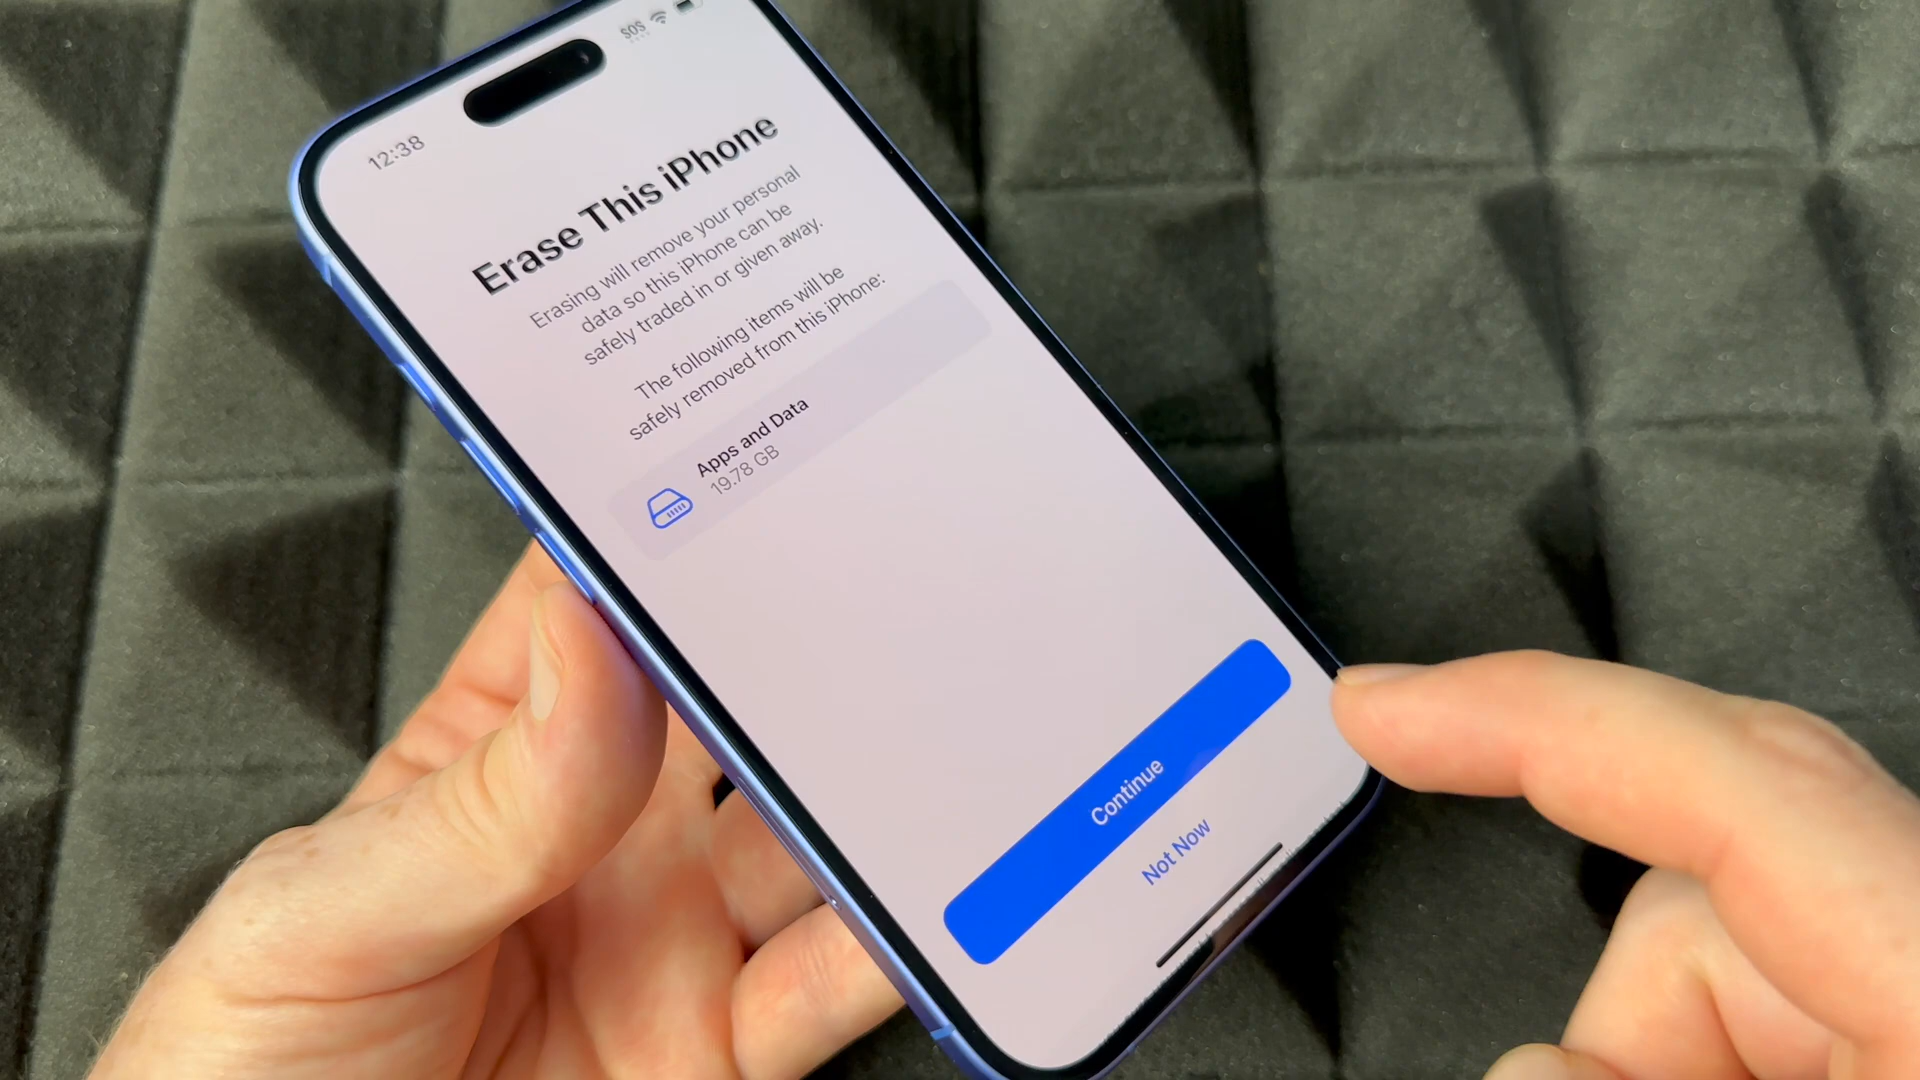 12:38
SOS
Erase This iPhone
Erasing will remove your personal
data so this iPhone can be
safely traded in or given away.
The following items will be
safely removed from this iPhone:
Apps and Data
19.78 GB
Continue
Not Now